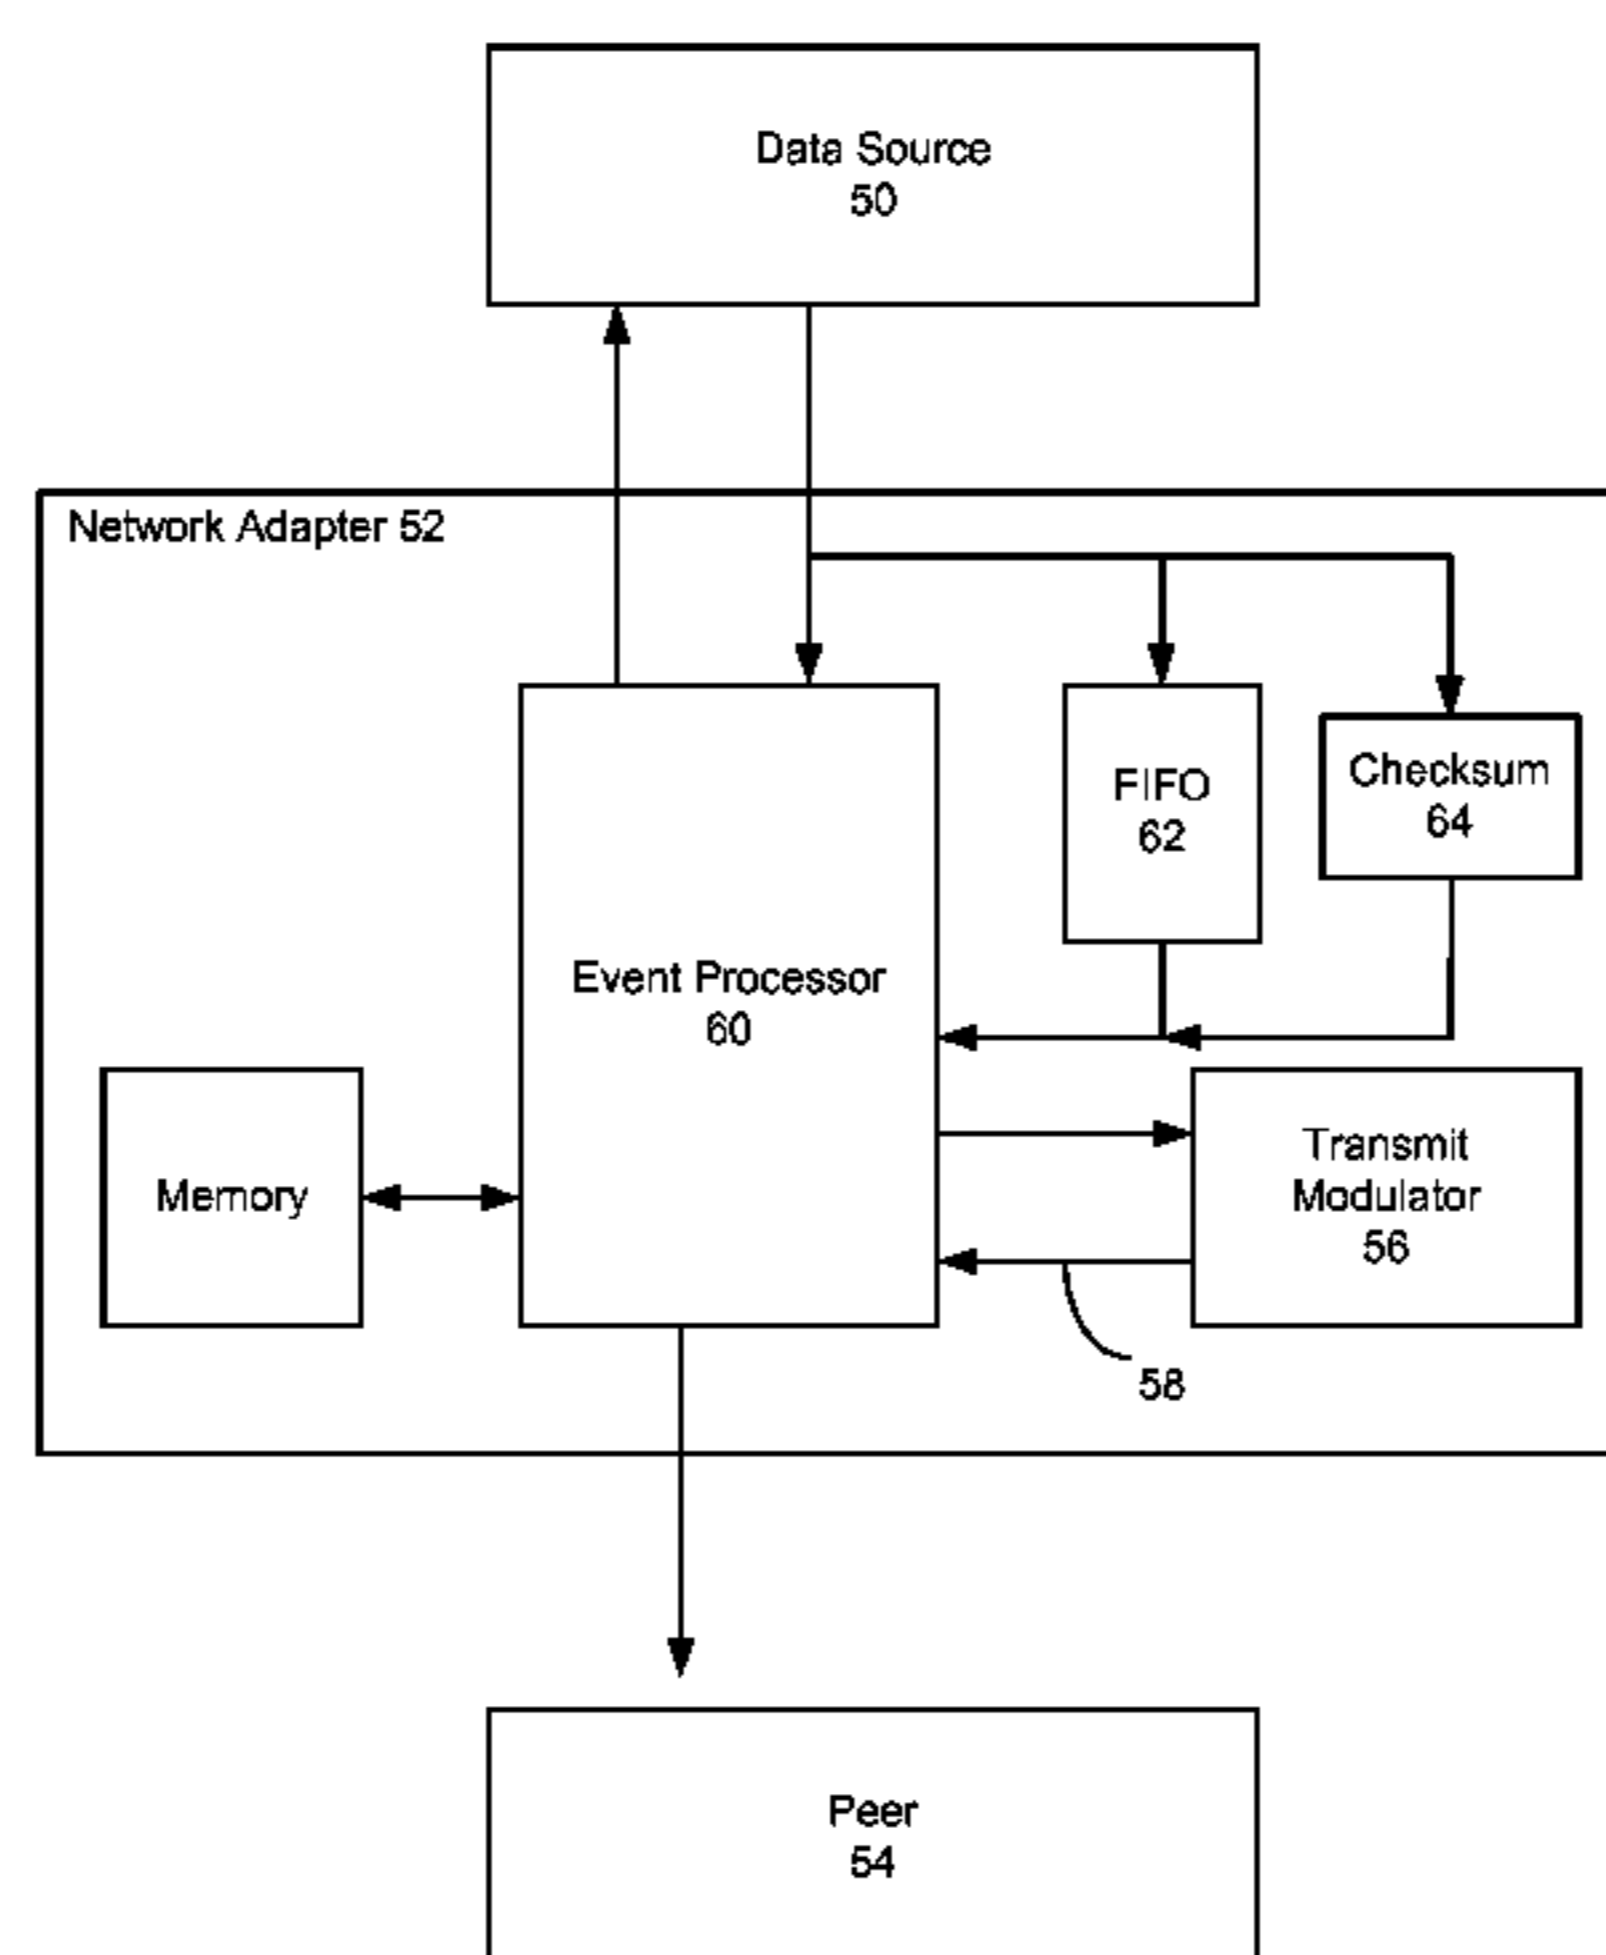 Data Source
50
Network Adapter 52
FIFO
62
Checksum
64
Event Processor
60
Memory
Transmit
Modulator
56
58
Peer
54